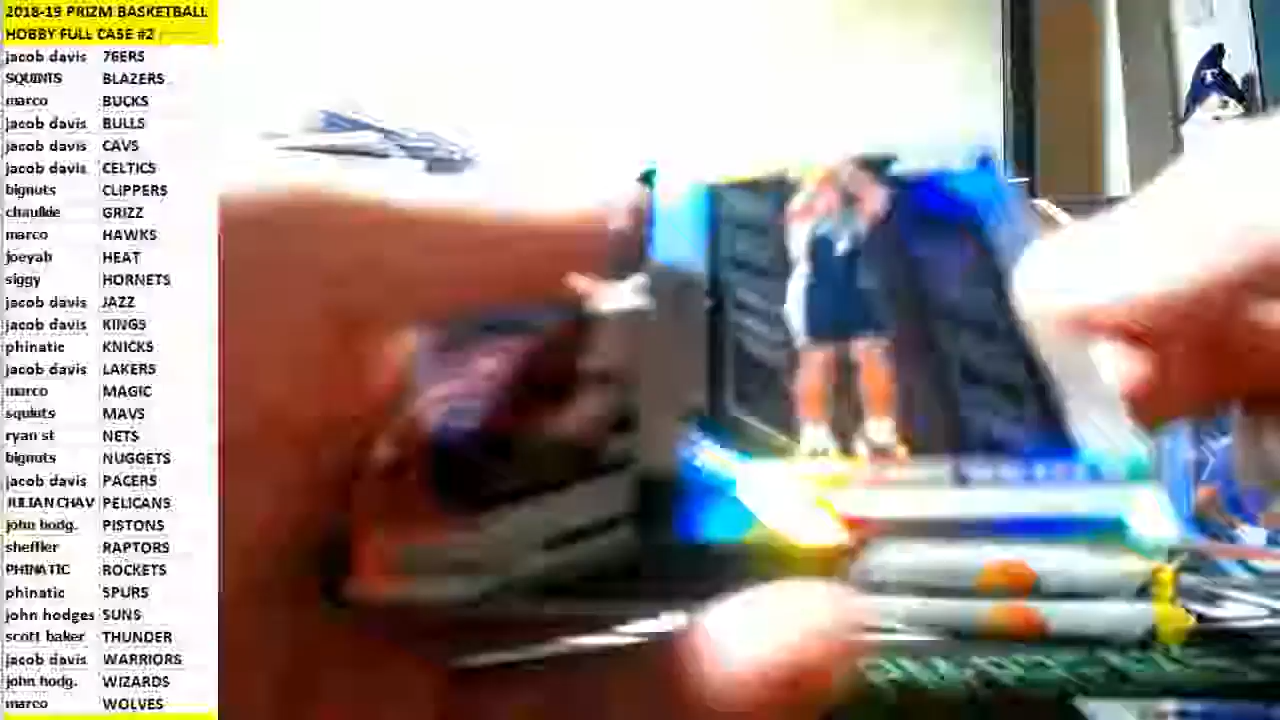 2018-19 PRIZM BASKETBALL
HOBBY FULL CASE #2
jacob davis 76ERS
SQUINTS BLAZERS
marco BUCKS
jacob davis BULLS
jacob davis CAVS
jacob davis CELTICS
bignuts CLIPPERS
GRIZZ
marco HAWKS
joeyah HEAT
siggy HORNETS
jacob davis JAZZ
jacob davis KINGS
phinatic KNICKS
jacob davis LAKERS
marco MAGIC
squints MAVS
ryan st NETS
bignuts NUGGETS
jacob davis PACERS
JULIAN CHAV PELICANS
john hodg. PISTONS
sheffler RAPTORS
PHINATIC ROCKETS
phinatic SPURS
john hodges SUNS
scott baker THUNDER
jacob davis WARRIORS
john hodg. WIZARDS
marco WOLVES
T